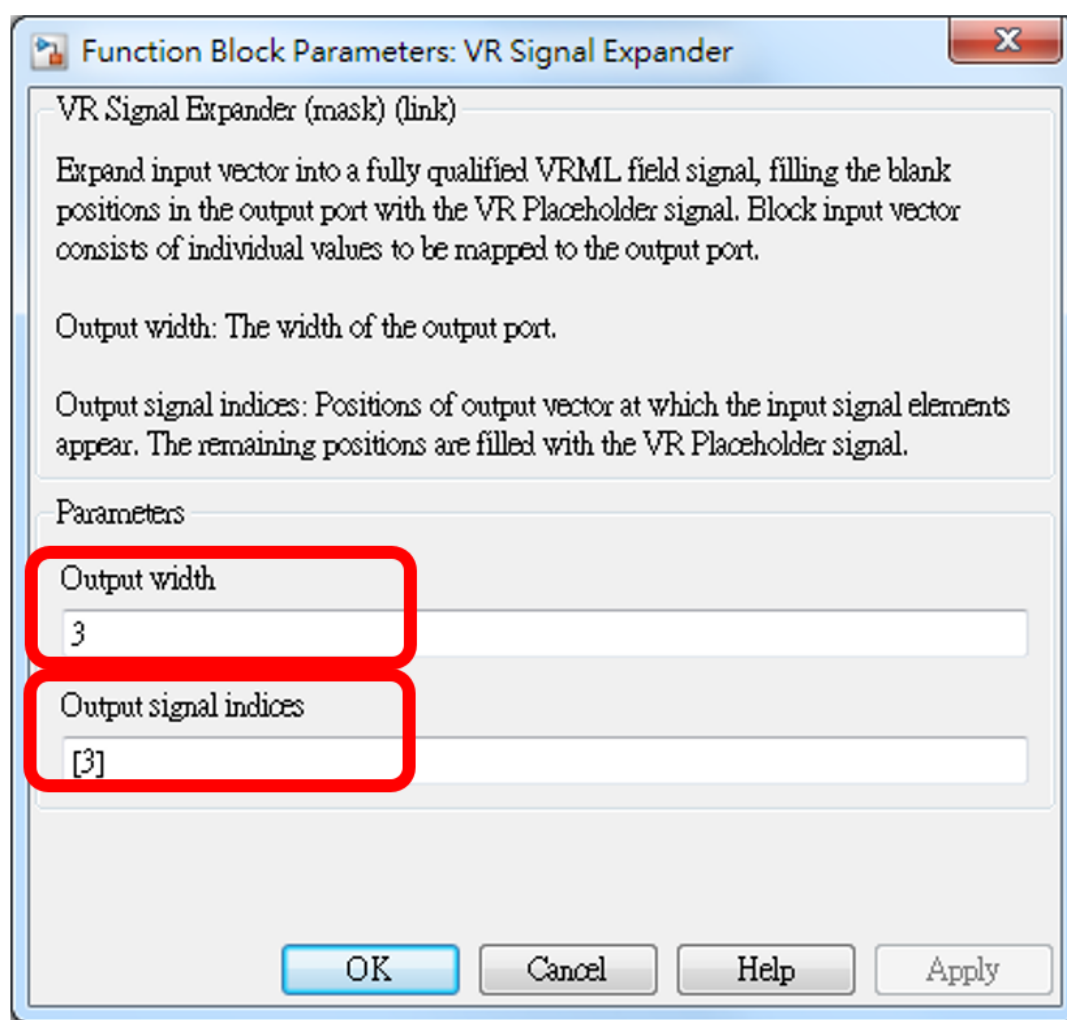 Function Block Parameters: VR Signal Expander
VR Signal Expander (mask) (link)
Expand input vector into a fully qualified VRML field signal, filling the blank
positions in the output port with the VR Placeholder signal. Block input vector
consists of individual values to be mapped to the output port.
Output width: The width of the output port.
Output signal indices: Positions of output vector at which the input signal elements
appear. The remaining positions are filled with the VR Placeholder signal.
Parameters
Output width
3
Output signal indices
[3]
OK Cancel Help Apply